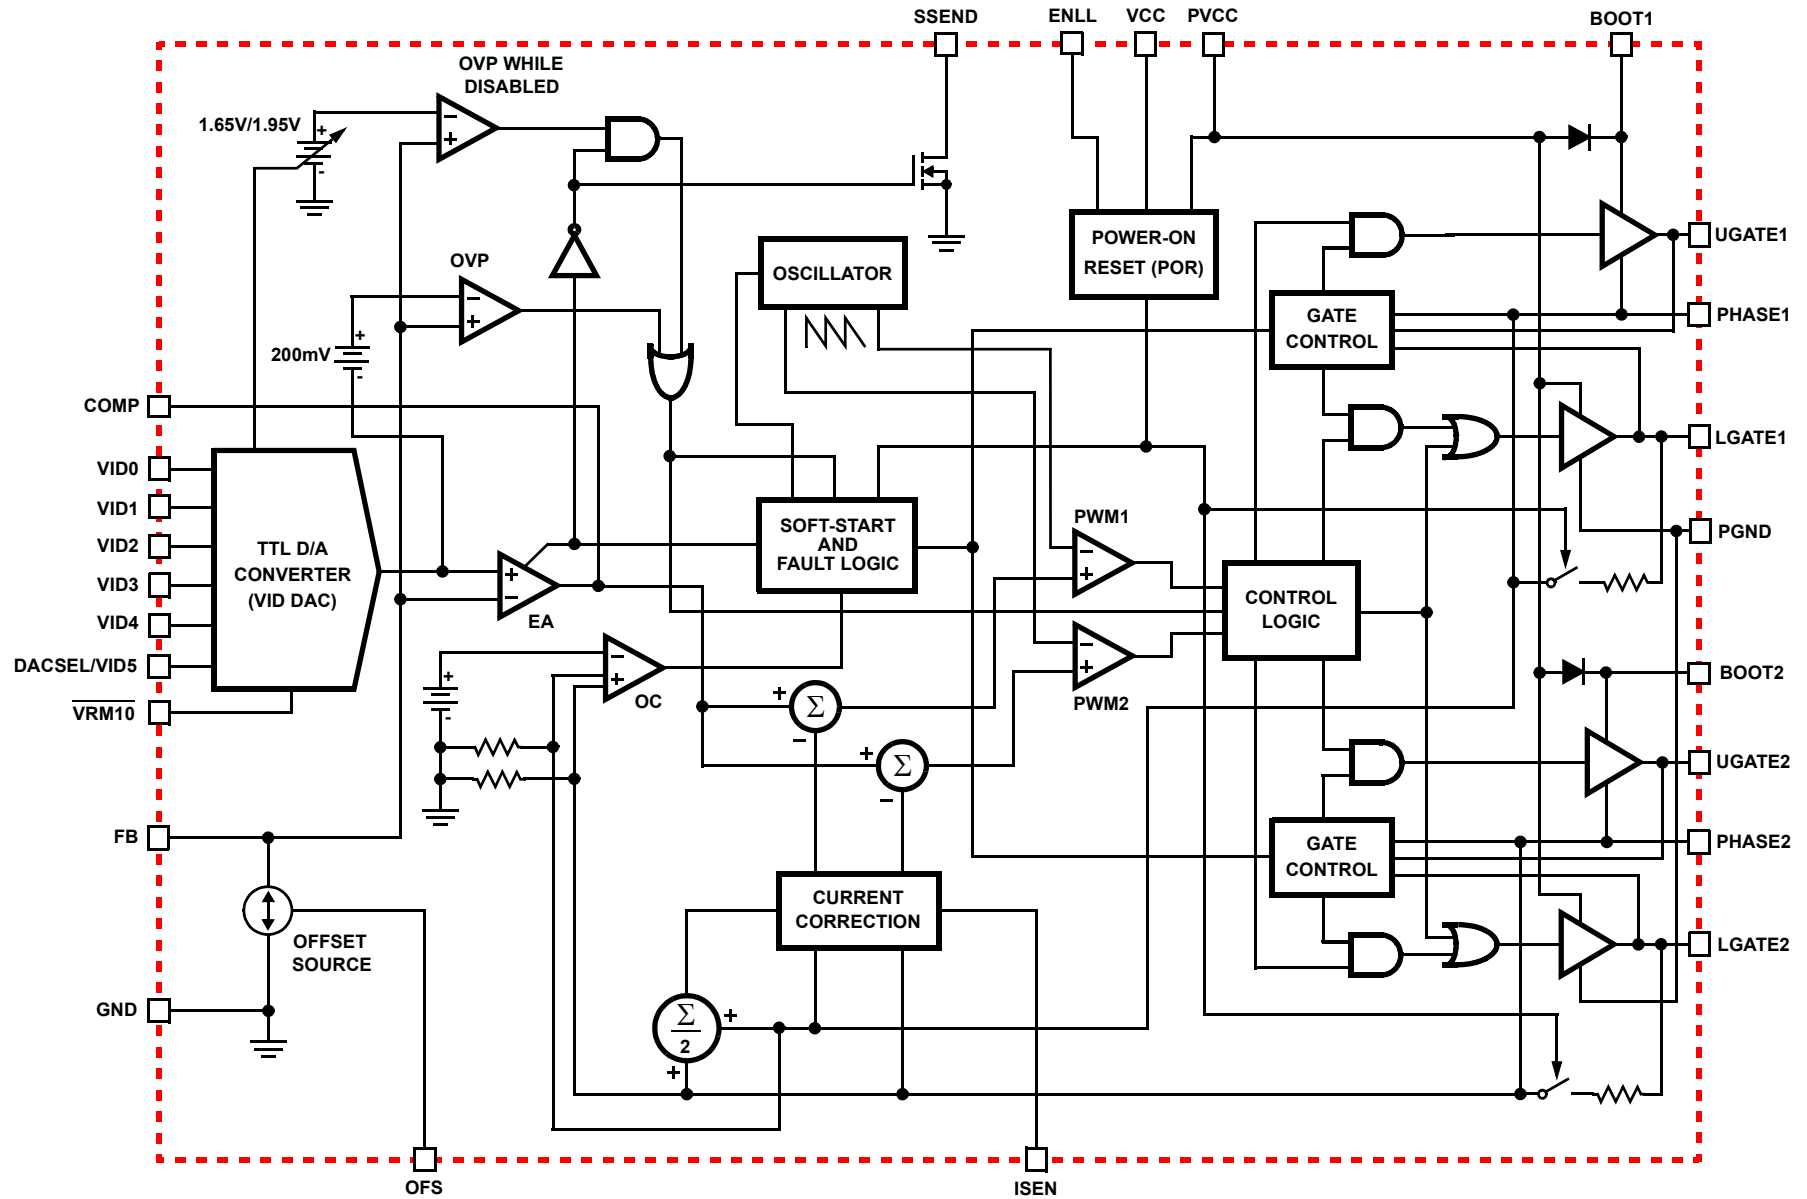 SSEND
ENLL
VCC
PVCC
BOOT1
OVP WHILE
DISABLED
1.65V/1.95V
+
-
−
+
OVP
−
+
200mV
+
-
OSCILLATOR
POWER-ON
RESET (POR)
UGATE1
GATE
CONTROL
PHASE1
COMP
LGATE1
VID0
VID1
VID2
VID3
VID4
DACSEL/VID5
VRM10
TTL D/A
CONVERTER
(VID DAC)
+
−
EA
SOFT-START
AND
FAULT LOGIC
PWM1
−
+
PGND
CONTROL
LOGIC
−
+
PWM2
+
-
−
+
+
OC
+
Σ
−
+
Σ
−
BOOT2
UGATE2
FB
GATE
CONTROL
PHASE2
OFFSET
SOURCE
CURRENT
CORRECTION
LGATE2
GND
Σ
2
+
+
OFS
ISEN